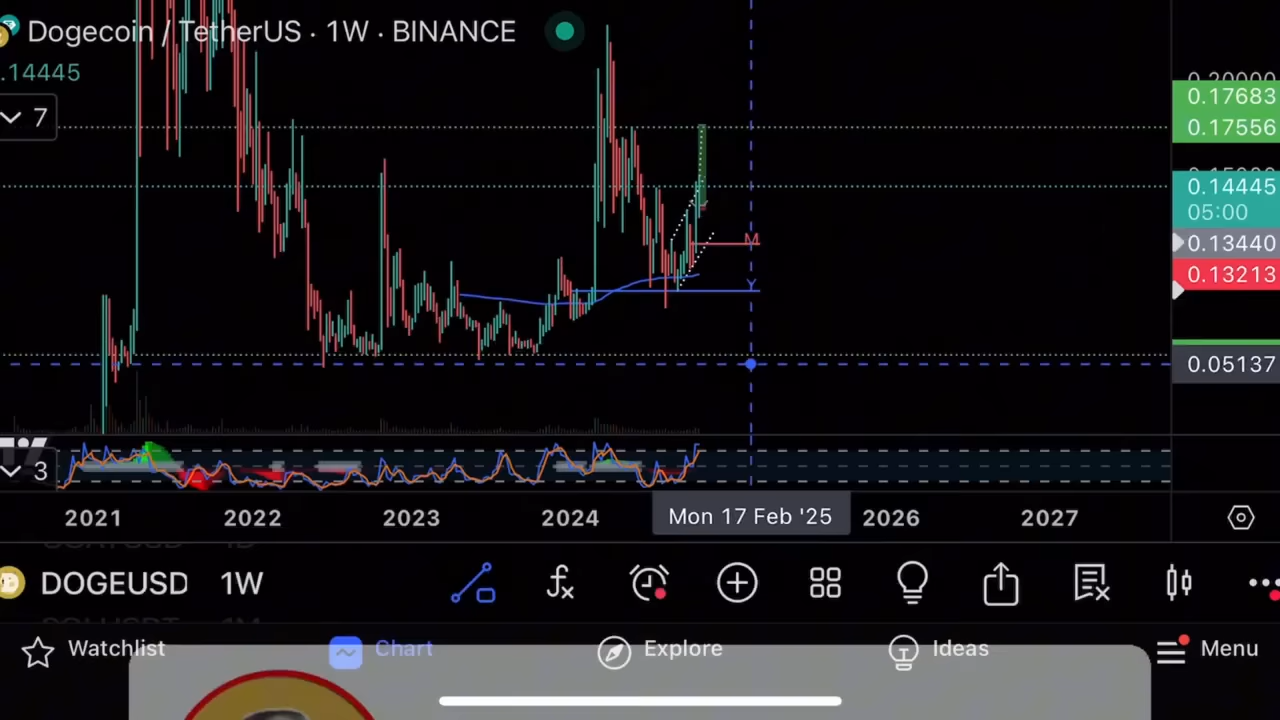 Dogecoin / TetherUS · 1W · BINANCE
.14445
7
0.20000
0.17683
0.17556
0.14445
05:00
0.13440
0.13213
0.05137
M
Y
3
2021 2022 2023 2024 Mon 17 Feb '25 2026 2027
DOGEUSD 1W
Watchlist Chart Explore Ideas Menu